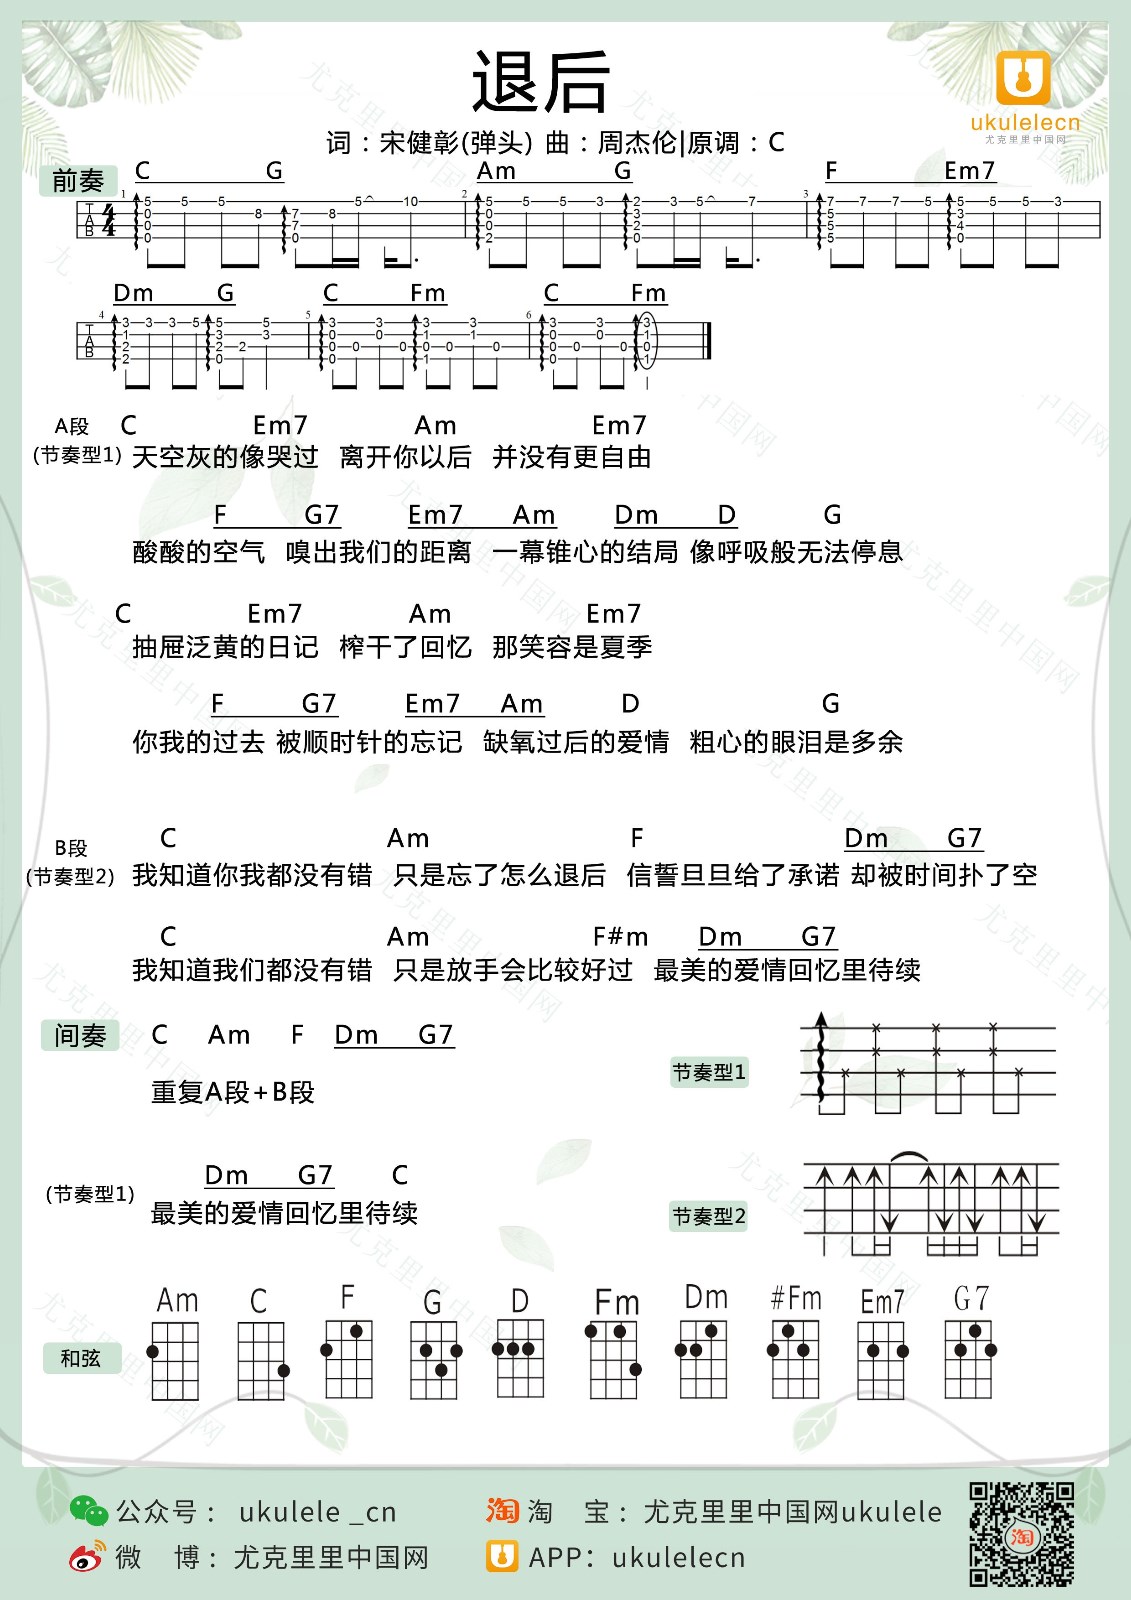 退后
词：宋健彰(弹头) 曲：周杰伦|原调：C
ukulelecn
尤克里里中国网
前奏
C G Am G F Em7
1 2 3
T A B 4 4
5 5 5 8 7 8 5 10 5 5 5 3 2 3 5 7 7 7 7 5 5 5 5 3
0 0 0 7 0 0 0 2 3 2 0 5 5 5 3 4 0
Dm G C Fm C Fm
4 5 6
T A B
3 3 3 5 5 5 3 3 3 3 3 3 3
1 2 2 3 2 0 2 3 0 0 0 0 0 0 1 0 1 0 1 0 0 0 0 0 0 0 1 0 1
A段
C Em7 Am Em7
(节奏型1) 天空灰的像哭过 离开你以后 并没有更自由
F G7 Em7 Am Dm D G
酸酸的空气 嗅出我们的距离 一幕锥心的结局 像呼吸般无法停息
C Em7 Am Em7
抽屉泛黄的日记 榨干了回忆 那笑容是夏季
F G7 Em7 Am D G
你我的过去 被顺时针的忘记 缺氧过后的爱情 粗心的眼泪是多余
B段
C Am F Dm G7
(节奏型2) 我知道你我都没有错 只是忘了怎么退后 信誓旦旦给了承诺 却被时间扑了空
C Am F#m Dm G7
我知道我们都没有错 只是放手会比较好过 最美的爱情回忆里待续
间奏 C Am F Dm G7
重复A段+B段
节奏型1
Dm G7 C
(节奏型1) 最美的爱情回忆里待续
节奏型2
和弦
Am C F G D Fm Dm #Fm Em7 G7
公众号： ukulele _cn
淘 淘 宝：尤克里里中国网ukulele
微 博：尤克里里中国网
APP：ukulelecn
淘
尤克里里中国网